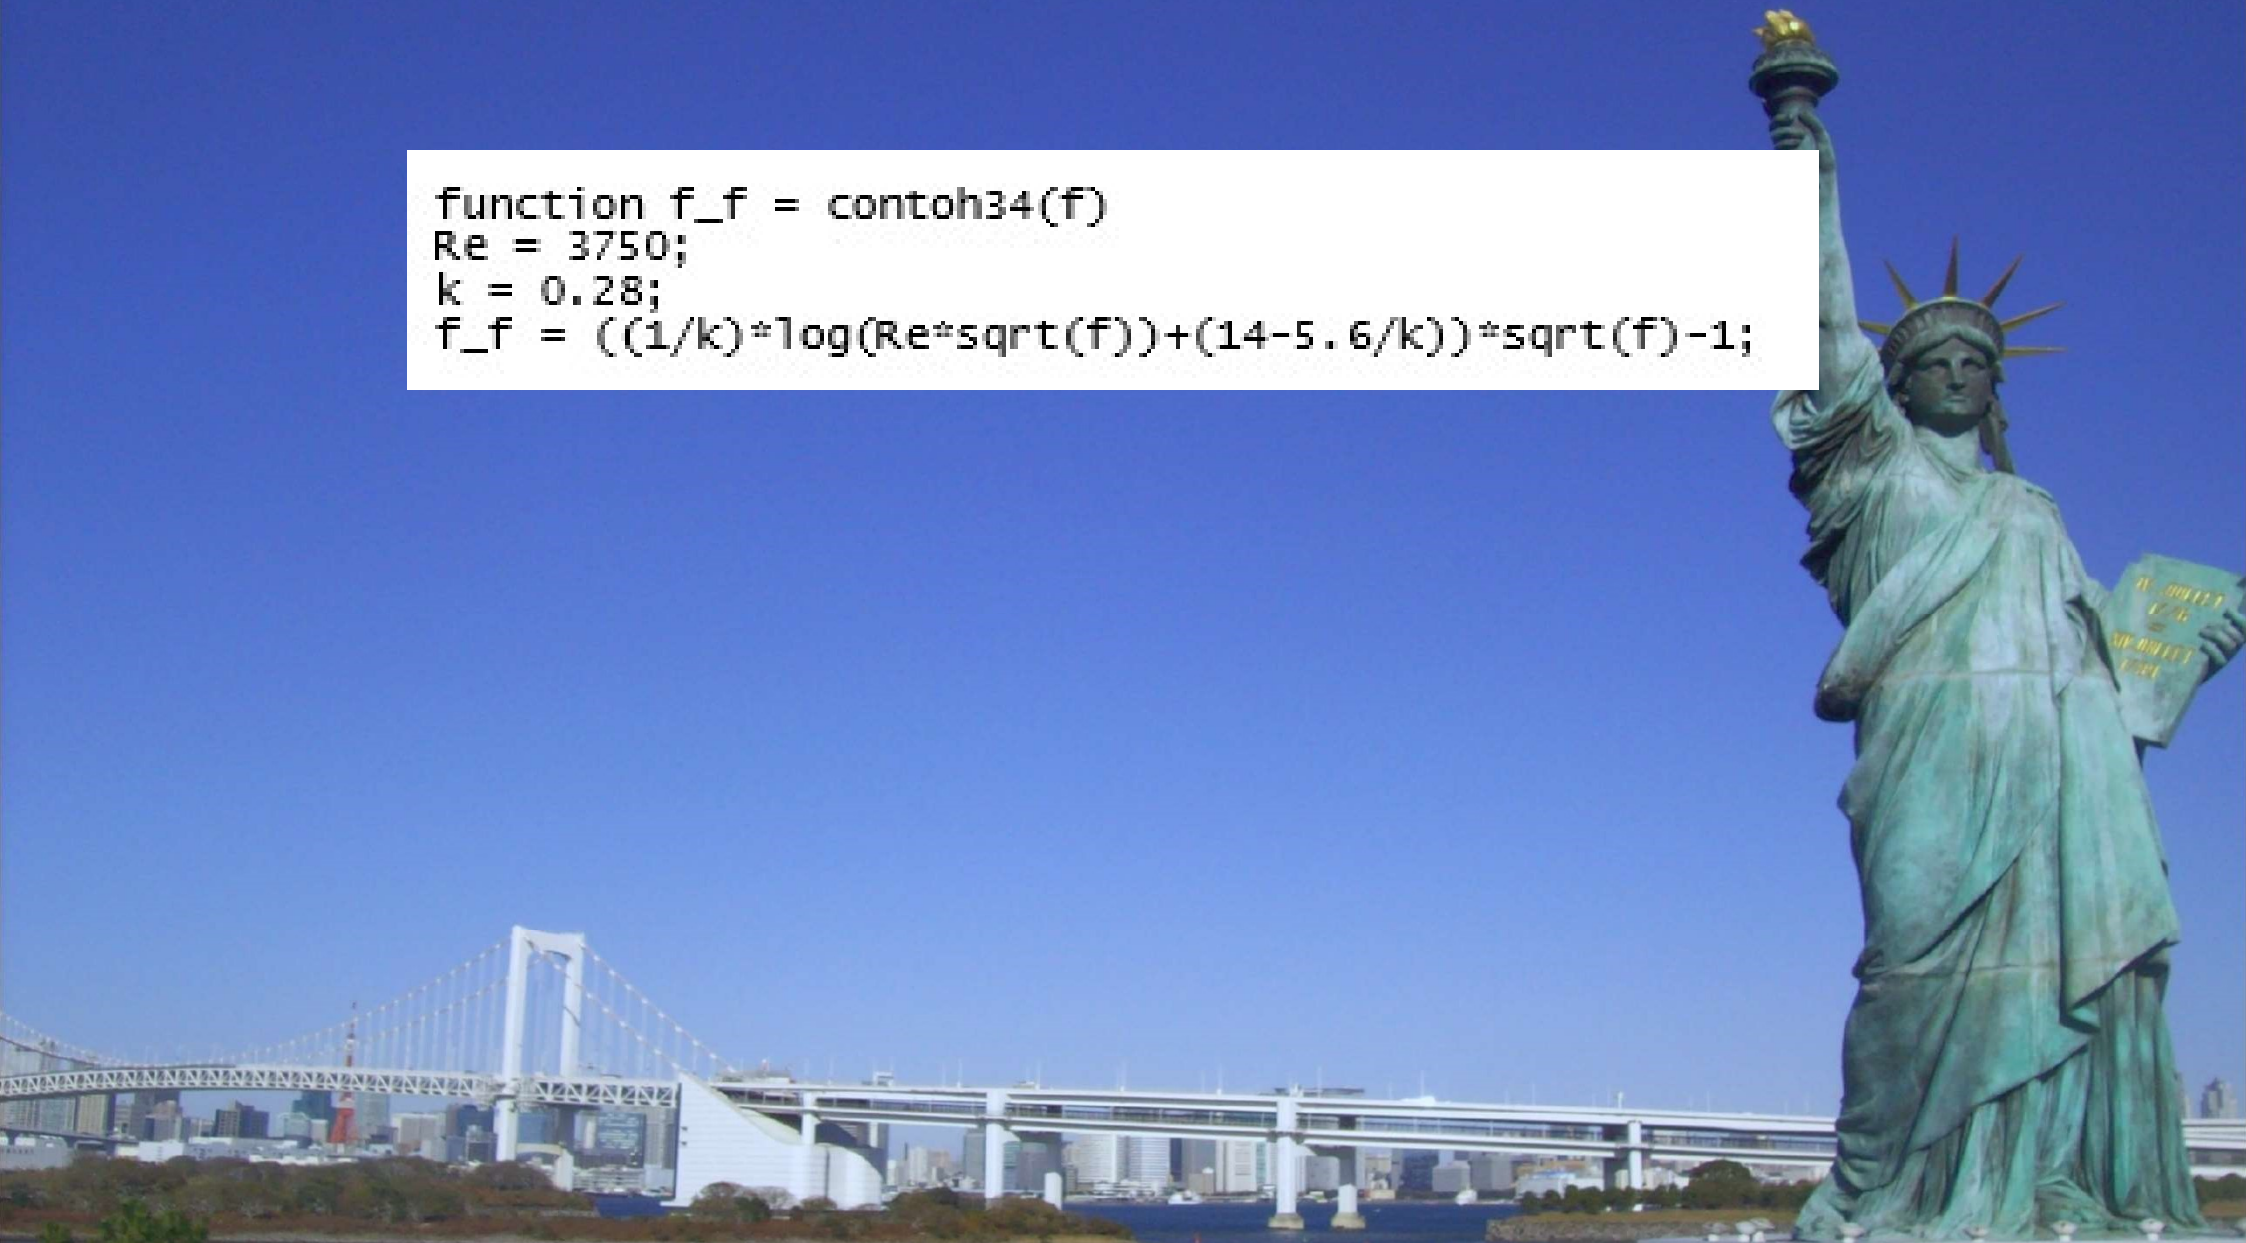 function f_f = contoh34(f)
Re = 3750;
k = 0.28;
f_f = ((1/k)*log(Re*sqrt(f))+(14-5.6/k))*sqrt(f)-1;